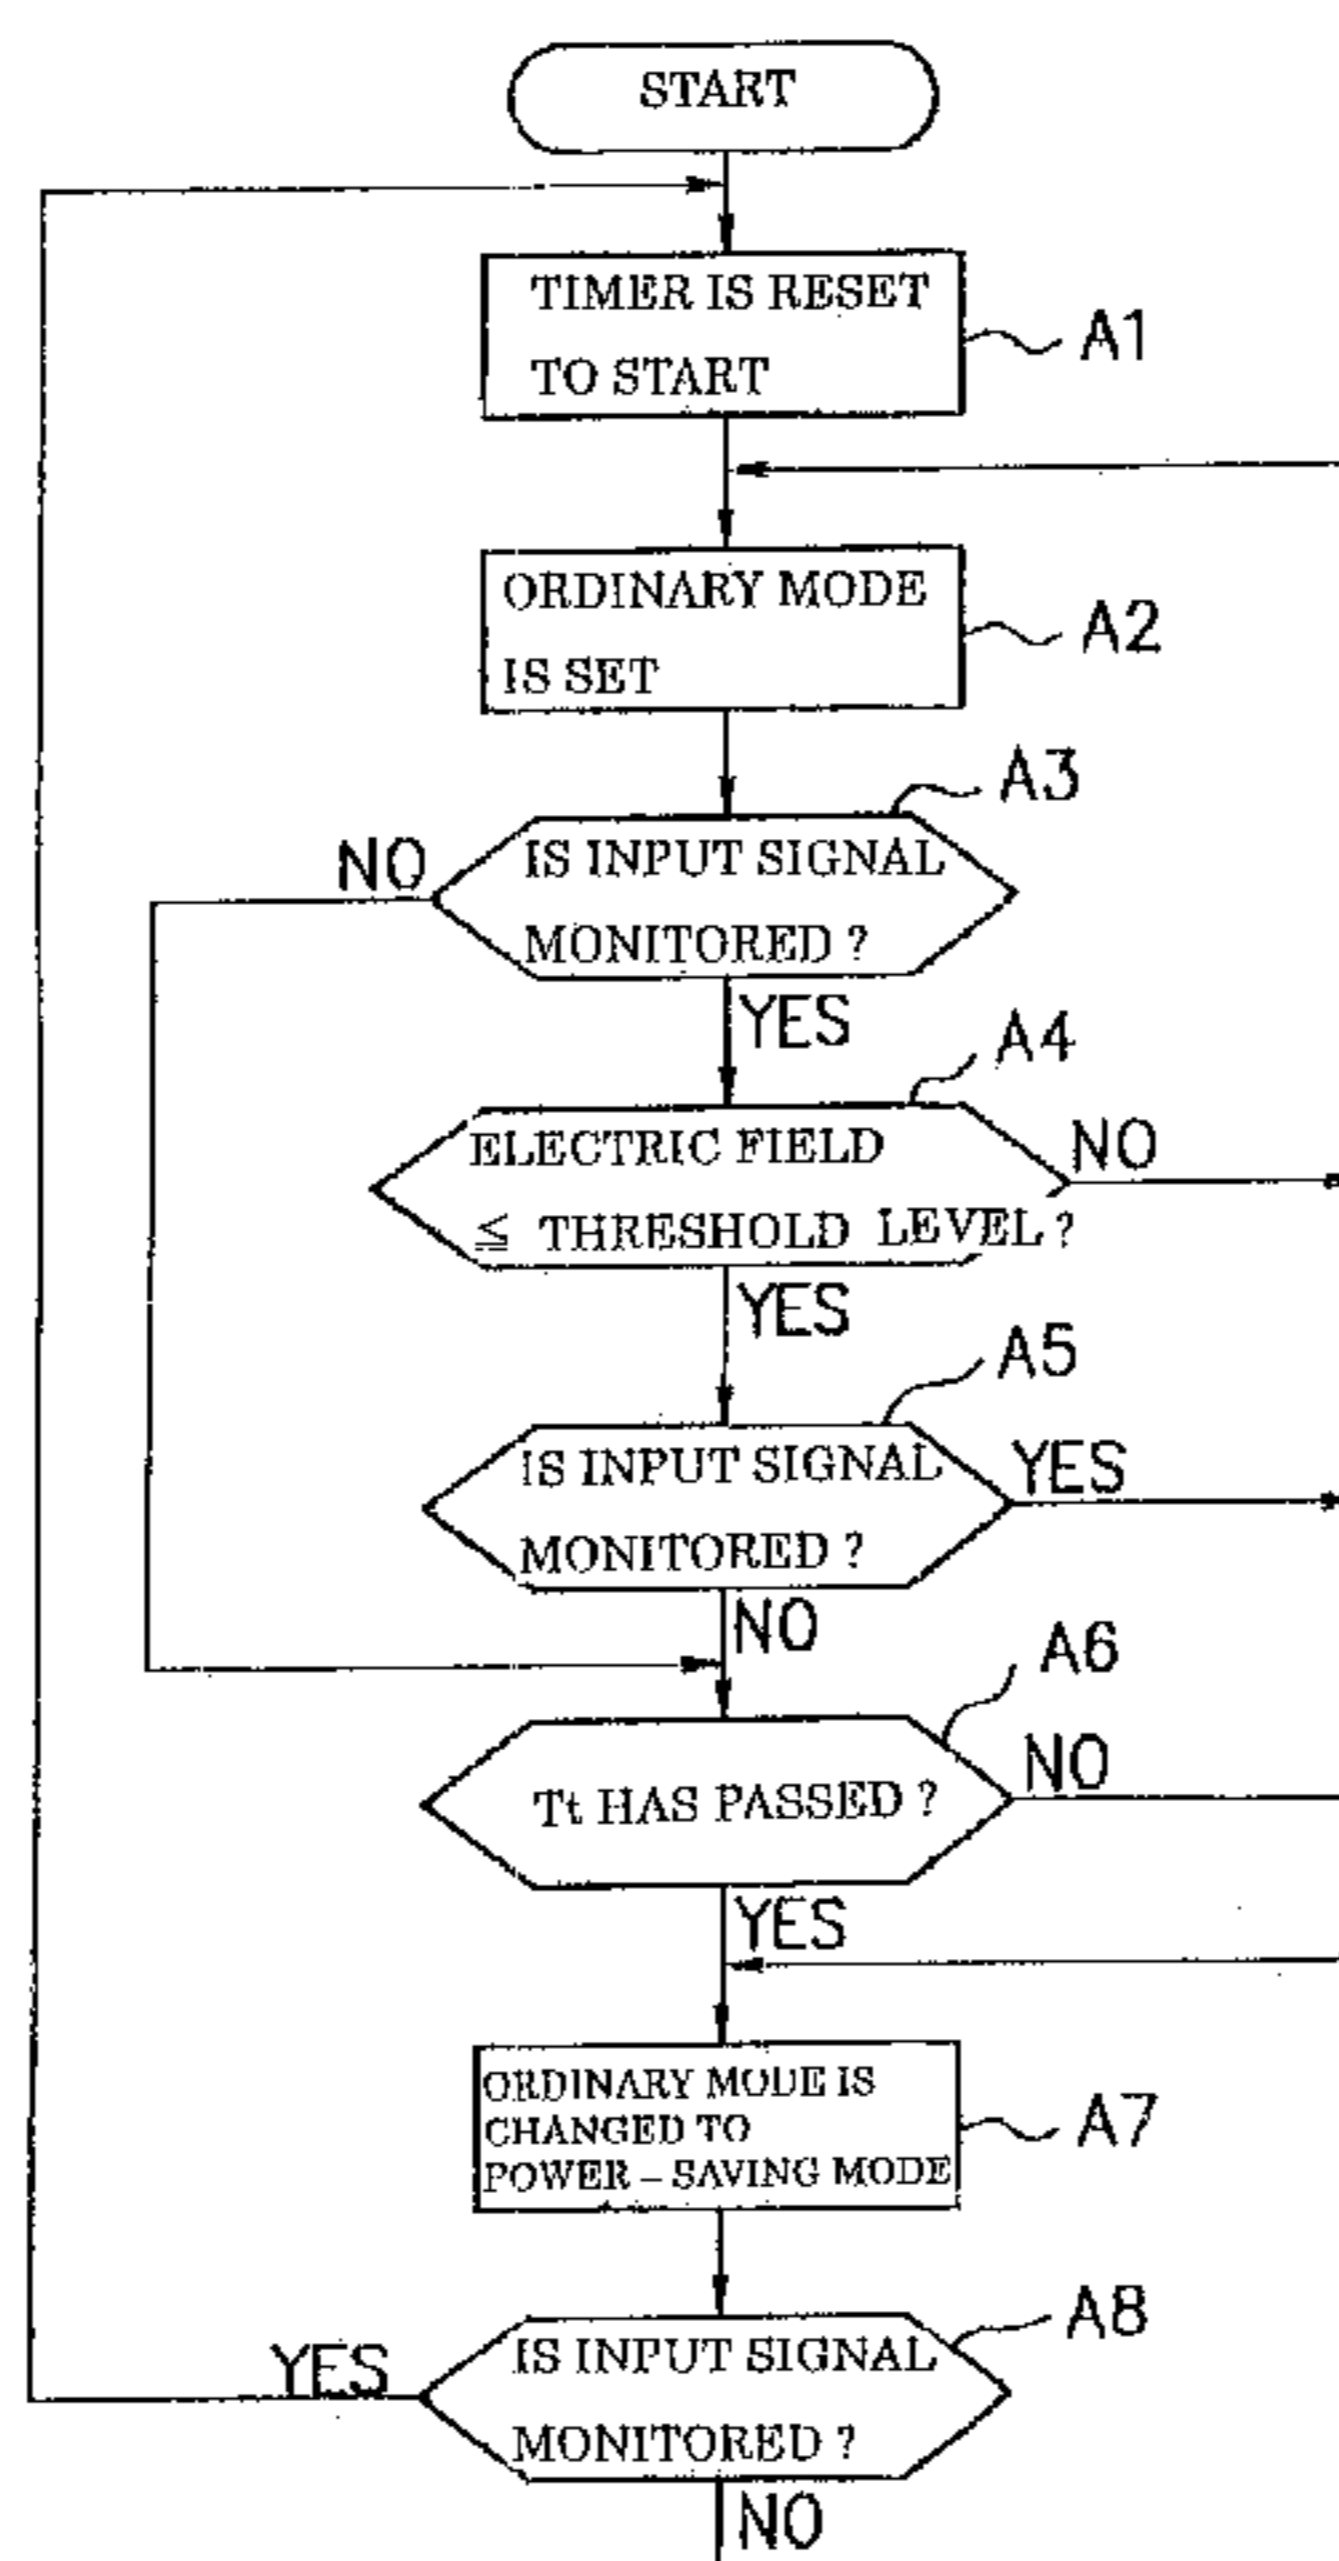 START
TIMER IS RESET
TO START
A1
ORDINARY MODE
IS SET
A2
A3
NO
IS INPUT SIGNAL
MONITORED ?
YES
A4
ELECTRIC FIELD
≦ THRESHOLD LEVEL ?
NO
YES
A5
IS INPUT SIGNAL
MONITORED ?
YES
NO
A6
Tt HAS PASSED ?
NO
YES
ORDINARY MODE IS
CHANGED TO
POWER – SAVING MODE
A7
A8
YES
IS INPUT SIGNAL
MONITORED ?
NO